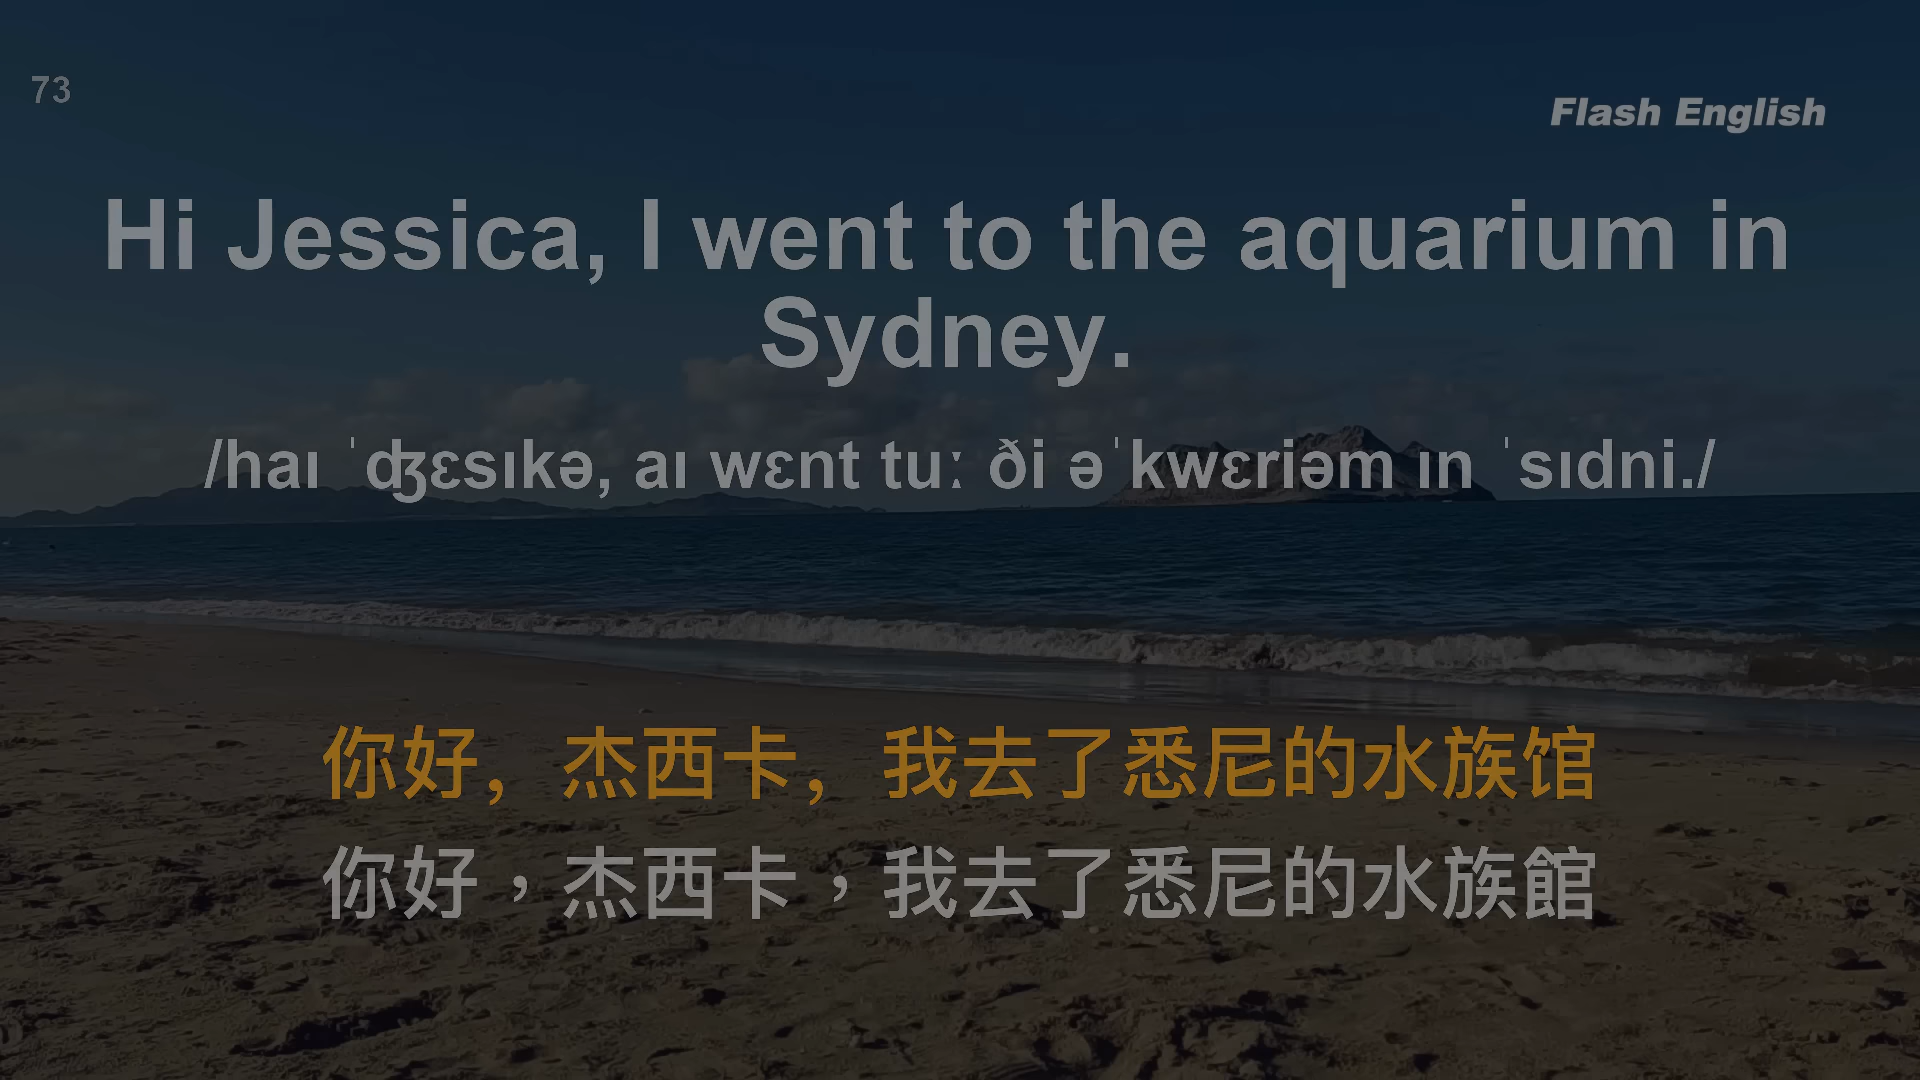 73
Flash English
Hi Jessica, I went to the aquarium in
Sydney.
/haɪ ˈʤɛsɪkə, aɪ wɛnt tuː ði əˈkwɛriəm ɪn ˈsɪdni./
你好，杰西卡，我去了悉尼的水族馆
你好，杰西卡，我去了悉尼的水族館